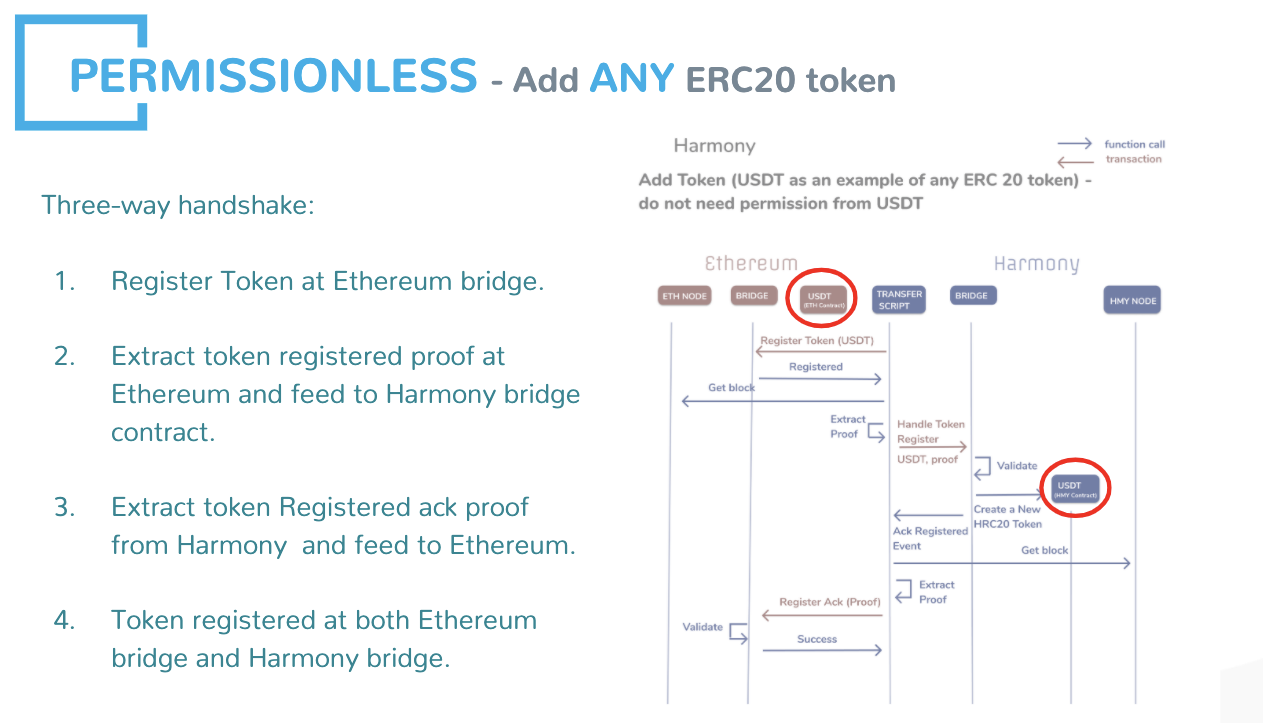 PERMISSIONLESS - Add ANY ERC20 token
Three-way handshake:
1. Register Token at Ethereum bridge.
2. Extract token registered proof at
Ethereum and feed to Harmony bridge
contract.
3. Extract token Registered ack proof
from Harmony and feed to Ethereum.
4. Token registered at both Ethereum
bridge and Harmony bridge.
Harmony
function call
transaction
Add Token (USDT as an example of any ERC 20 token) -
do not need permission from USDT
Ethereum
Harmony
ETH NODE
BRIDGE
USDT
(ETH Contract)
TRANSFER
SCRIPT
BRIDGE
HMY NODE
Register Token (USDT)
Registered
Get block
Extract
Proof
Handle Token
Register
USDT, proof
Validate
USDT
(HMY Contract)
Create a New
HRC20 Token
Ack Registered
Event
Get block
Extract
Proof
Register Ack (Proof)
Validate
Success